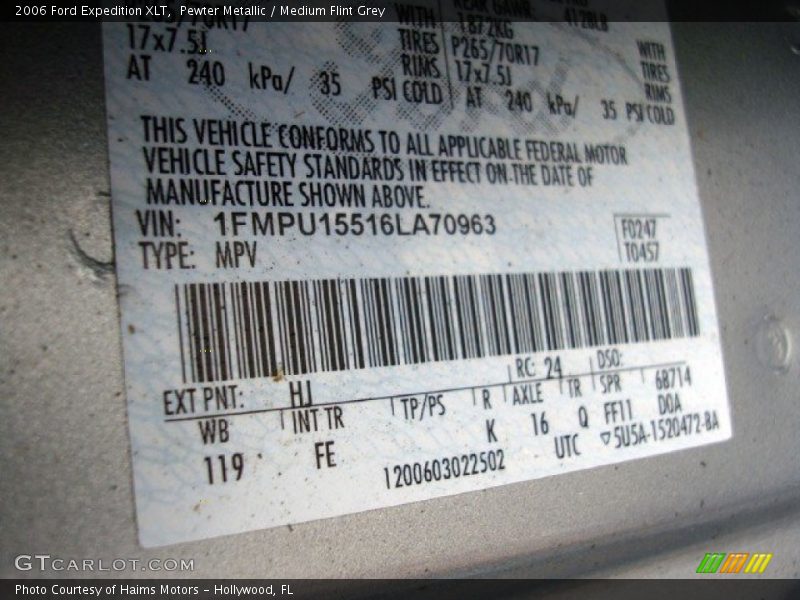 2006 Ford Expedition XLT, Pewter Metallic / Medium Flint Grey
WITH
1872KG
4128LB
17x7.5J
TIRES
P265/70R17
WITH
RIMS
17x7.5J
TIRES
AT 240 kPa/ 35 PSI COLD
RIMS
AT 240 kPa/ 35 PSI COLD
THIS VEHICLE CONFORMS TO ALL APPLICABLE FEDERAL MOTOR
VEHICLE SAFETY STANDARDS IN EFFECT ON THE DATE OF
MANUFACTURE SHOWN ABOVE.
VIN: 1FMPU15516LA70963
F0247
TYPE: MPV
T0457
EXT PNT: HJ
RC: 24
DSO:
WB
INT TR
TP/PS
R
AXLE
TR
SPR
68714
119
FE
K
16
Q
FF11
DOA
1200603022502
UTC
▽5U5A-1520472-BA
GTCARLOT.COM
Photo Courtesy of Haims Motors – Hollywood, FL